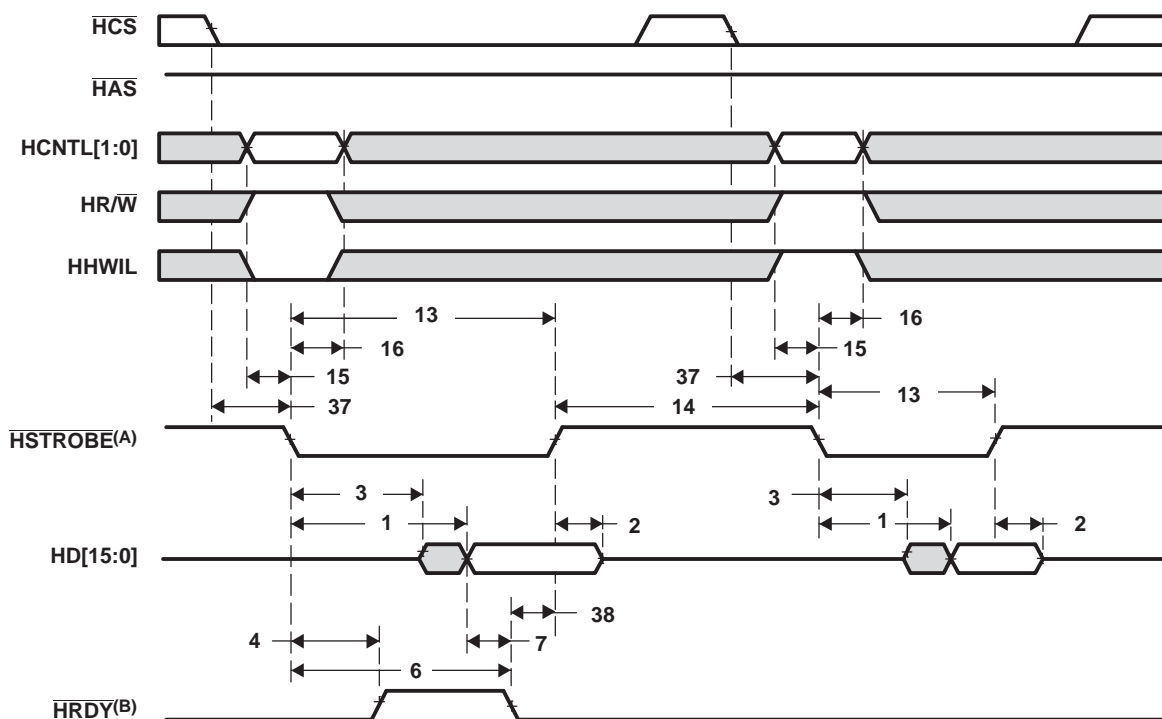 HCS
HAS
HCNTL[1:0]
HR/W
HHWIL
13
16
16
15
15
37
37
13
14
HSTROBE(A)
3
3
1
1
2
2
HD[15:0]
38
4
7
6
HRDY(B)